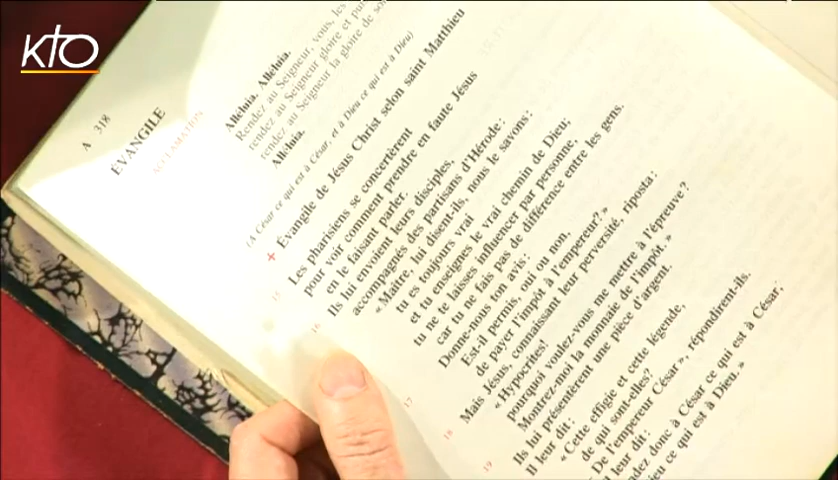 kTO
A 318
ÉVANGILE
ACCLAMATION
Alléluia. Alléluia.
Rendez au Seigneur, vous, les
rendez au Seigneur gloire et
rendez au Seigneur la gloire de
Alléluia.
(A César ce qui est à César, et à Dieu ce qui est à Dieu)
+ Évangile de Jésus Christ selon saint Matthieu
15 Les pharisiens se concertèrent
pour voir comment prendre en faute Jésus
en le faisant parler.
16 Ils lui envoient leurs disciples,
accompagnés des partisans d'Hérode :
« Maître, lui disent-ils, nous le savons :
tu es toujours vrai
et tu enseignes le vrai chemin de Dieu ;
tu ne te laisses influencer par personne,
car tu ne fais pas de différence entre les gens.
17 Donne-nous ton avis :
Est-il permis, oui ou non,
de payer l'impôt à l'empereur? »
18 Mais Jésus, connaissant leur perversité, riposta :
« Hypocrites!
pourquoi voulez-vous me mettre à l'épreuve ?
19 Montrez-moi la monnaie de l'impôt. »
Ils lui présentèrent une pièce d'argent.
Il leur dit :
« Cette effigie et cette légende,
de qui sont-elles?
— De l'empereur César », répondirent-ils.
leur dit :
donc à César ce qui est à César,
ce qui est à Dieu. »